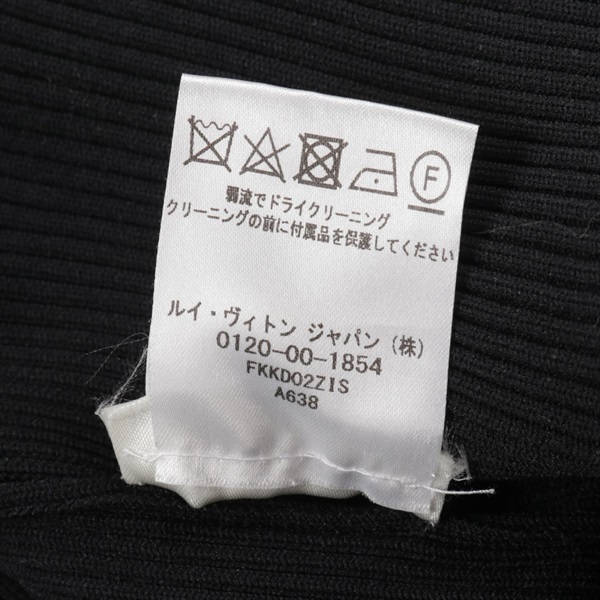 F
弱流でドライクリーニング
クリーニングの前に付属品を保護してください
ルイ・ヴィトン ジャパン (株)
0120-00-1854
FKKD02ZIS
A638